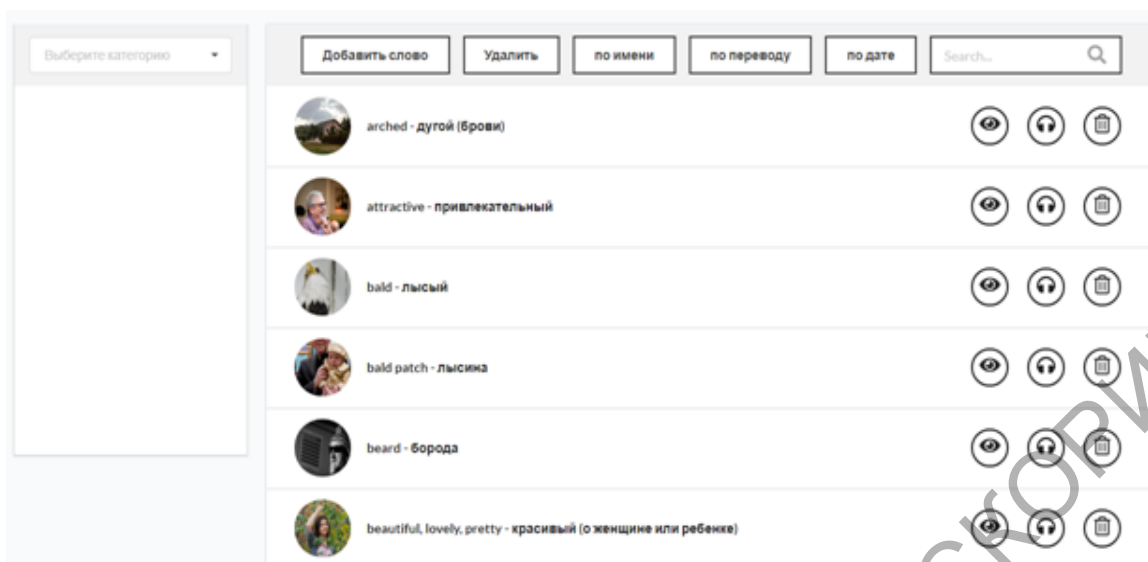 Выберите категорию
Добавить слово Удалить по имени по переводу по дате Search...
arched - дугой (брови)
attractive - привлекательный
bald - лысый
bald patch - лысина
beard - борода
beautiful, lovely, pretty - красивый (о женщине или ребенке)
СКОРИ